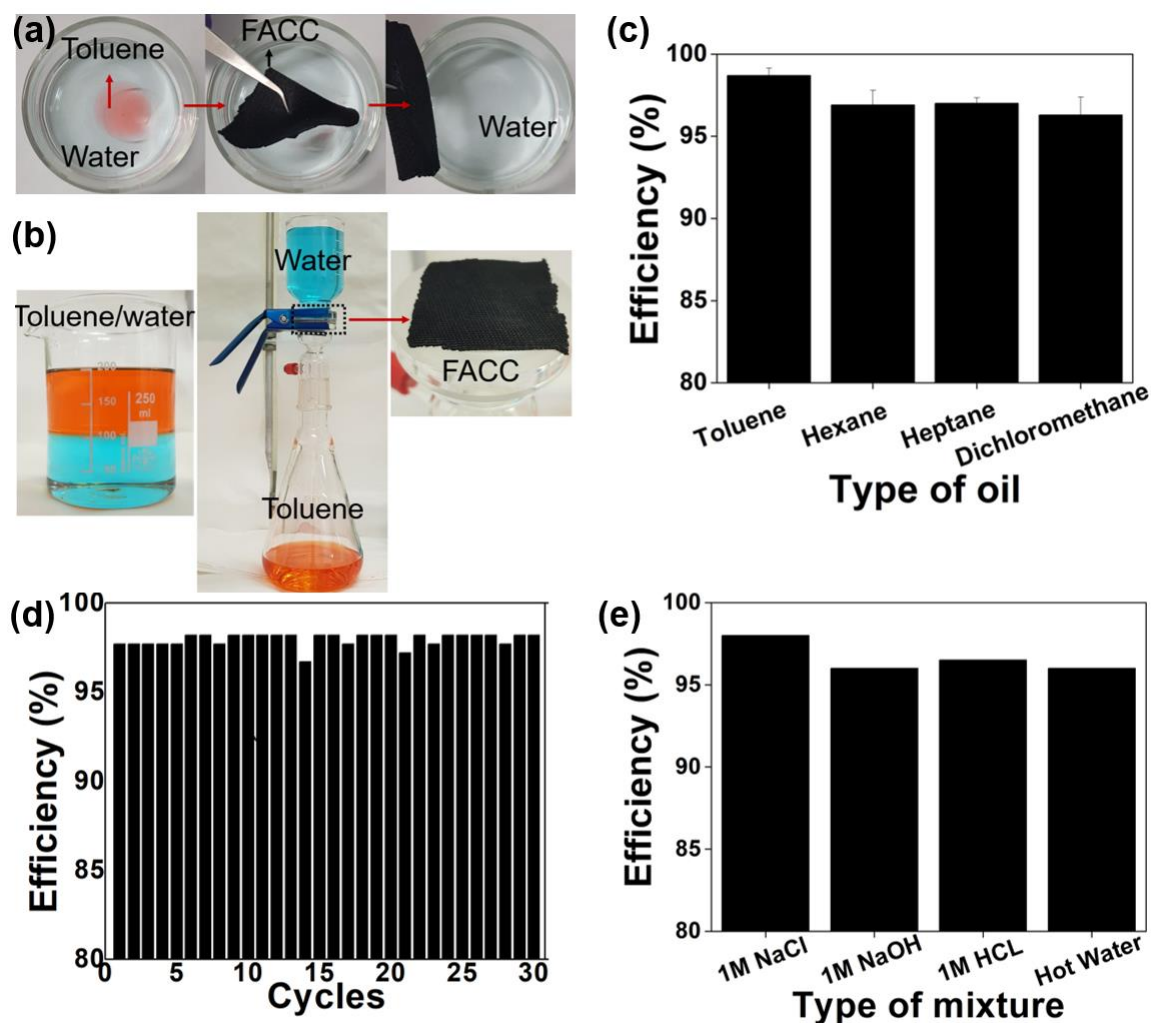 (a)
Toluene
Water
FACC
Water
(b)
Toluene/water
200
150
100
250
ml
Water
Toluene
FACC
(c)
100
95
90
85
80
Efficiency (%)
Toluene
Hexane
Heptane
Dichloromethane
Type of oil
(d)
100
95
90
85
80
Efficiency (%)
0
5
10
15
20
25
30
Cycles
(e)
100
95
90
85
80
Efficiency (%)
1M NaCl
1M NaOH
1M HCL
Hot Water
Type of mixture